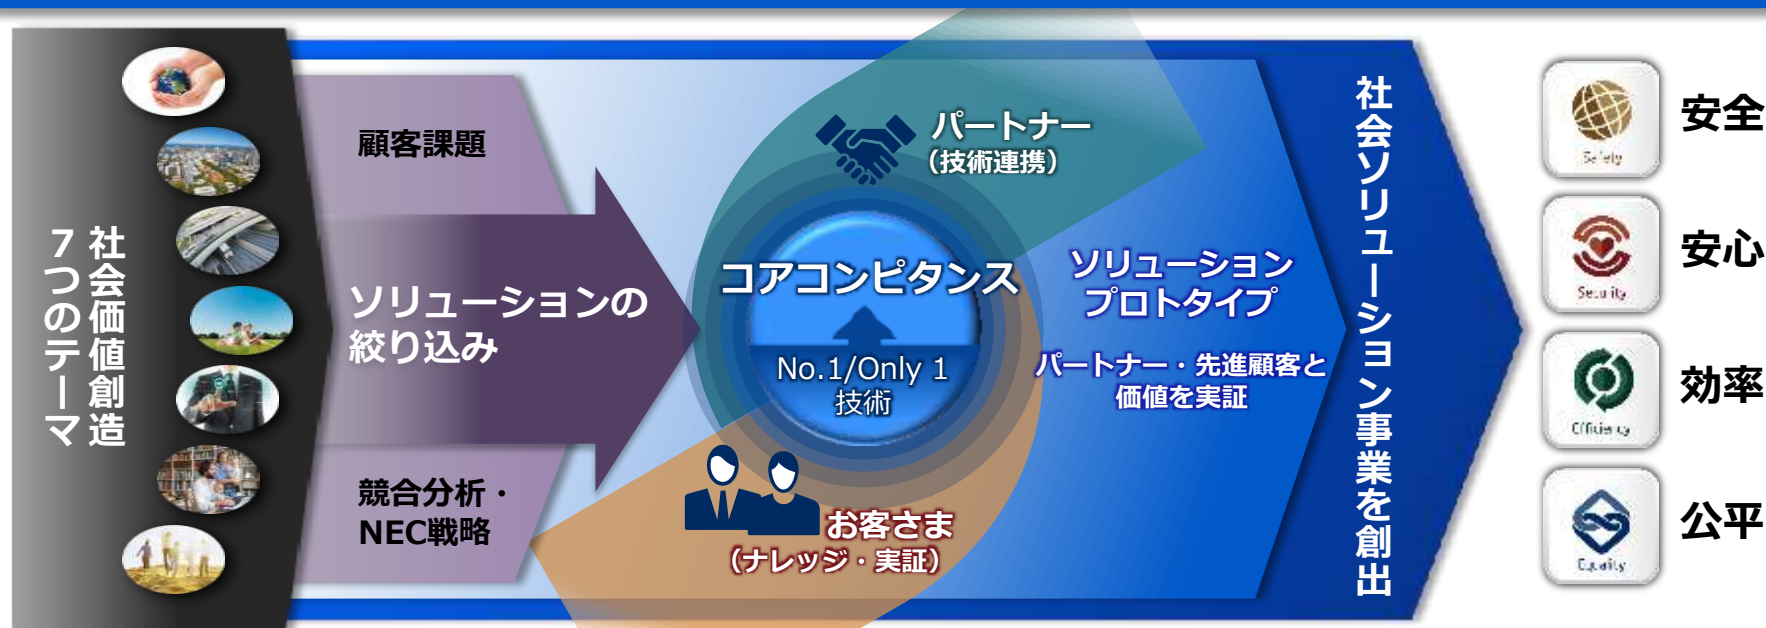 社会価値創造
７つのテーマ
顧客課題
ソリューションの
絞り込み
競合分析・
NEC戦略
パートナー
（技術連携）
コアコンピタンス
No.1/Only 1
技術
お客さま
（ナレッジ・実証）
ソリューション
プロトタイプ
パートナー・先進顧客と
価値を実証
社会ソリューション事業を創出
Safety
安全
Security
安心
Efficiency
効率
Equality
公平